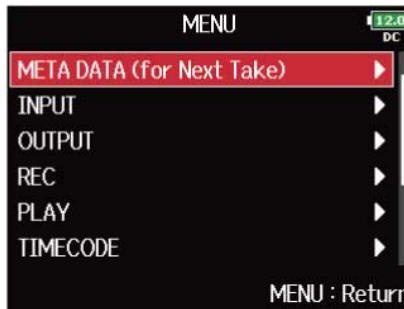 MENU
12.0
DC
META DATA (for Next Take)
INPUT
OUTPUT
REC
PLAY
TIMECODE
MENU : Return